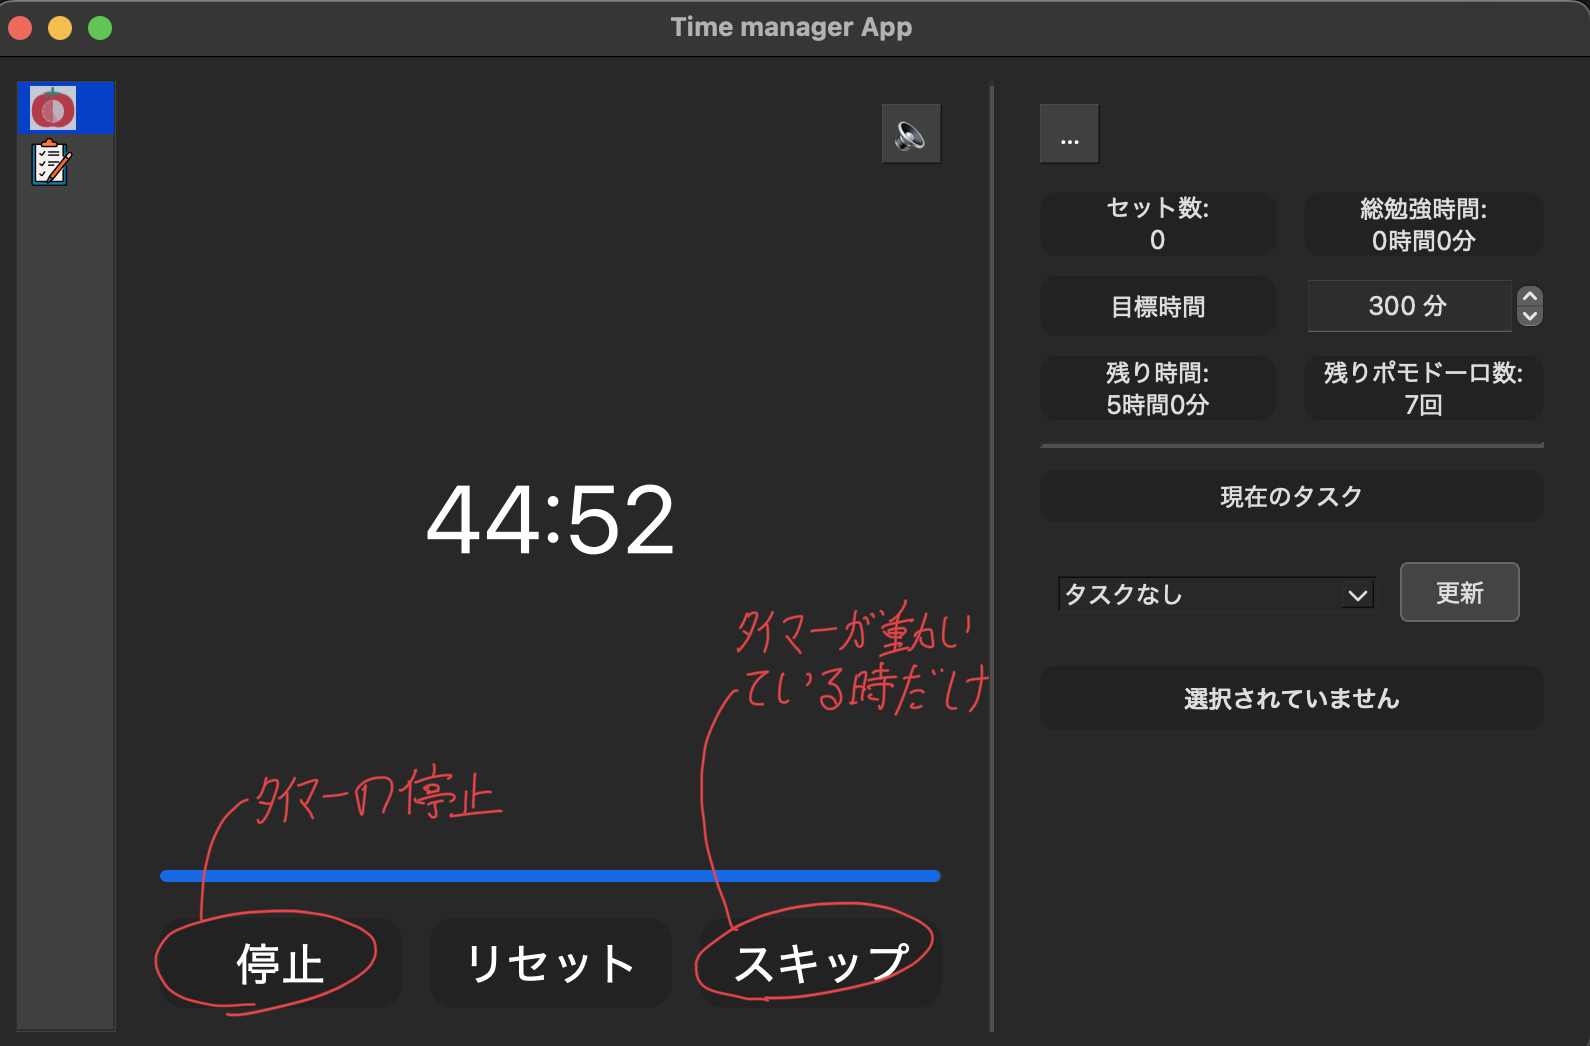 Time manager App
...
セット数:
0
総勉強時間:
0時間0分
目標時間
300 分
残り時間:
5時間0分
残りポモドーロ数:
7回
現在のタスク
タスクなし
更新
選択されていません
44:52
タイマーが動い
ている時だけ
タイマーの停止
停止
リセット
スキップ